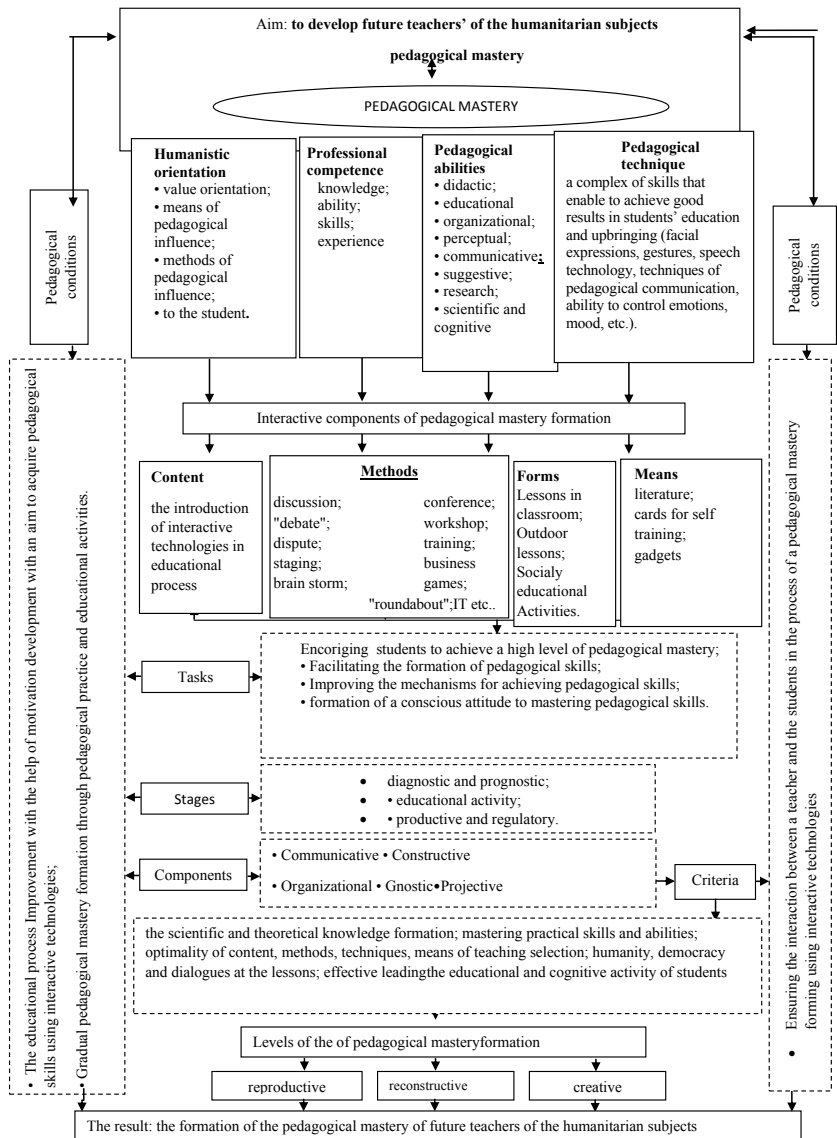 Aim: to develop future teachers' of the humanitarian subjects
pedagogical mastery
PEDAGOGICAL MASTERY
Humanistic
orientation
• value orientation;
• means of
pedagogical
influence;
• methods of
pedagogical
influence;
• to the student.
Professional
competence
knowledge;
ability;
skills;
experience
Pedagogical
abilities
• didactic;
• educational
• organizational;
• perceptual;
• communicative;
• suggestive;
• research;
• scientific and
cognitive
Pedagogical
technique
a complex of skills that
enable to achieve good
results in students' education
and upbringing (facial
expressions, gestures, speech
technology, techniques of
pedagogical communication,
ability to control emotions,
mood, etc.).
Pedagogical
conditions
Pedagogical
conditions
Interactive components of pedagogical mastery formation
Content
the introduction
of interactive
technologies in
educational
process
Methods
discussion;
"debate";
dispute;
staging;
brain storm;
conference;
workshop;
training;
business
games;
"roundabout";IT etc..
Forms
Lessons in
classroom;
Outdoor
lessons;
Socialy
educational
Activities.
Means
literature;
cards for self
training;
gadgets
• The educational process Improvement with the help of motivation development with an aim to acquire pedagogical
skills using interactive technologies;
• Gradual pedagogical mastery formation through pedagogical practice and educational activities.
• Ensuring the interaction between a teacher and the students in the process of a pedagogical mastery
forming using interactive technologies
Tasks
Encoriging students to achieve a high level of pedagogical mastery;
• Facilitating the formation of pedagogical skills;
• Improving the mechanisms for achieving pedagogical skills;
• formation of a conscious attitude to mastering pedagogical skills.
Stages
• diagnostic and prognostic;
• • educational activity;
• • productive and regulatory.
Components
• Communicative • Constructive
• Organizational • Gnostic•Projective
Criteria
the scientific and theoretical knowledge formation; mastering practical skills and abilities;
optimality of content, methods, techniques, means of teaching selection; humanity, democracy
and dialogues at the lessons; effective leadingthe educational and cognitive activity of students
Levels of the of pedagogical masteryformation
reproductive
reconstructive
creative
The result: the formation of the pedagogical mastery of future teachers of the humanitarian subjects